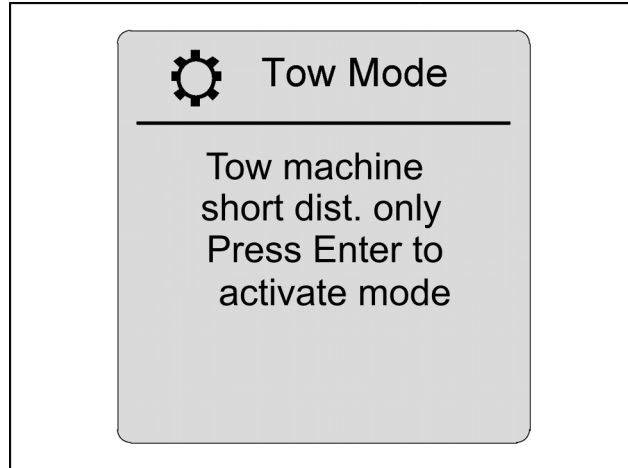 Tow Mode
Tow machine
short dist. only
Press Enter to
activate mode